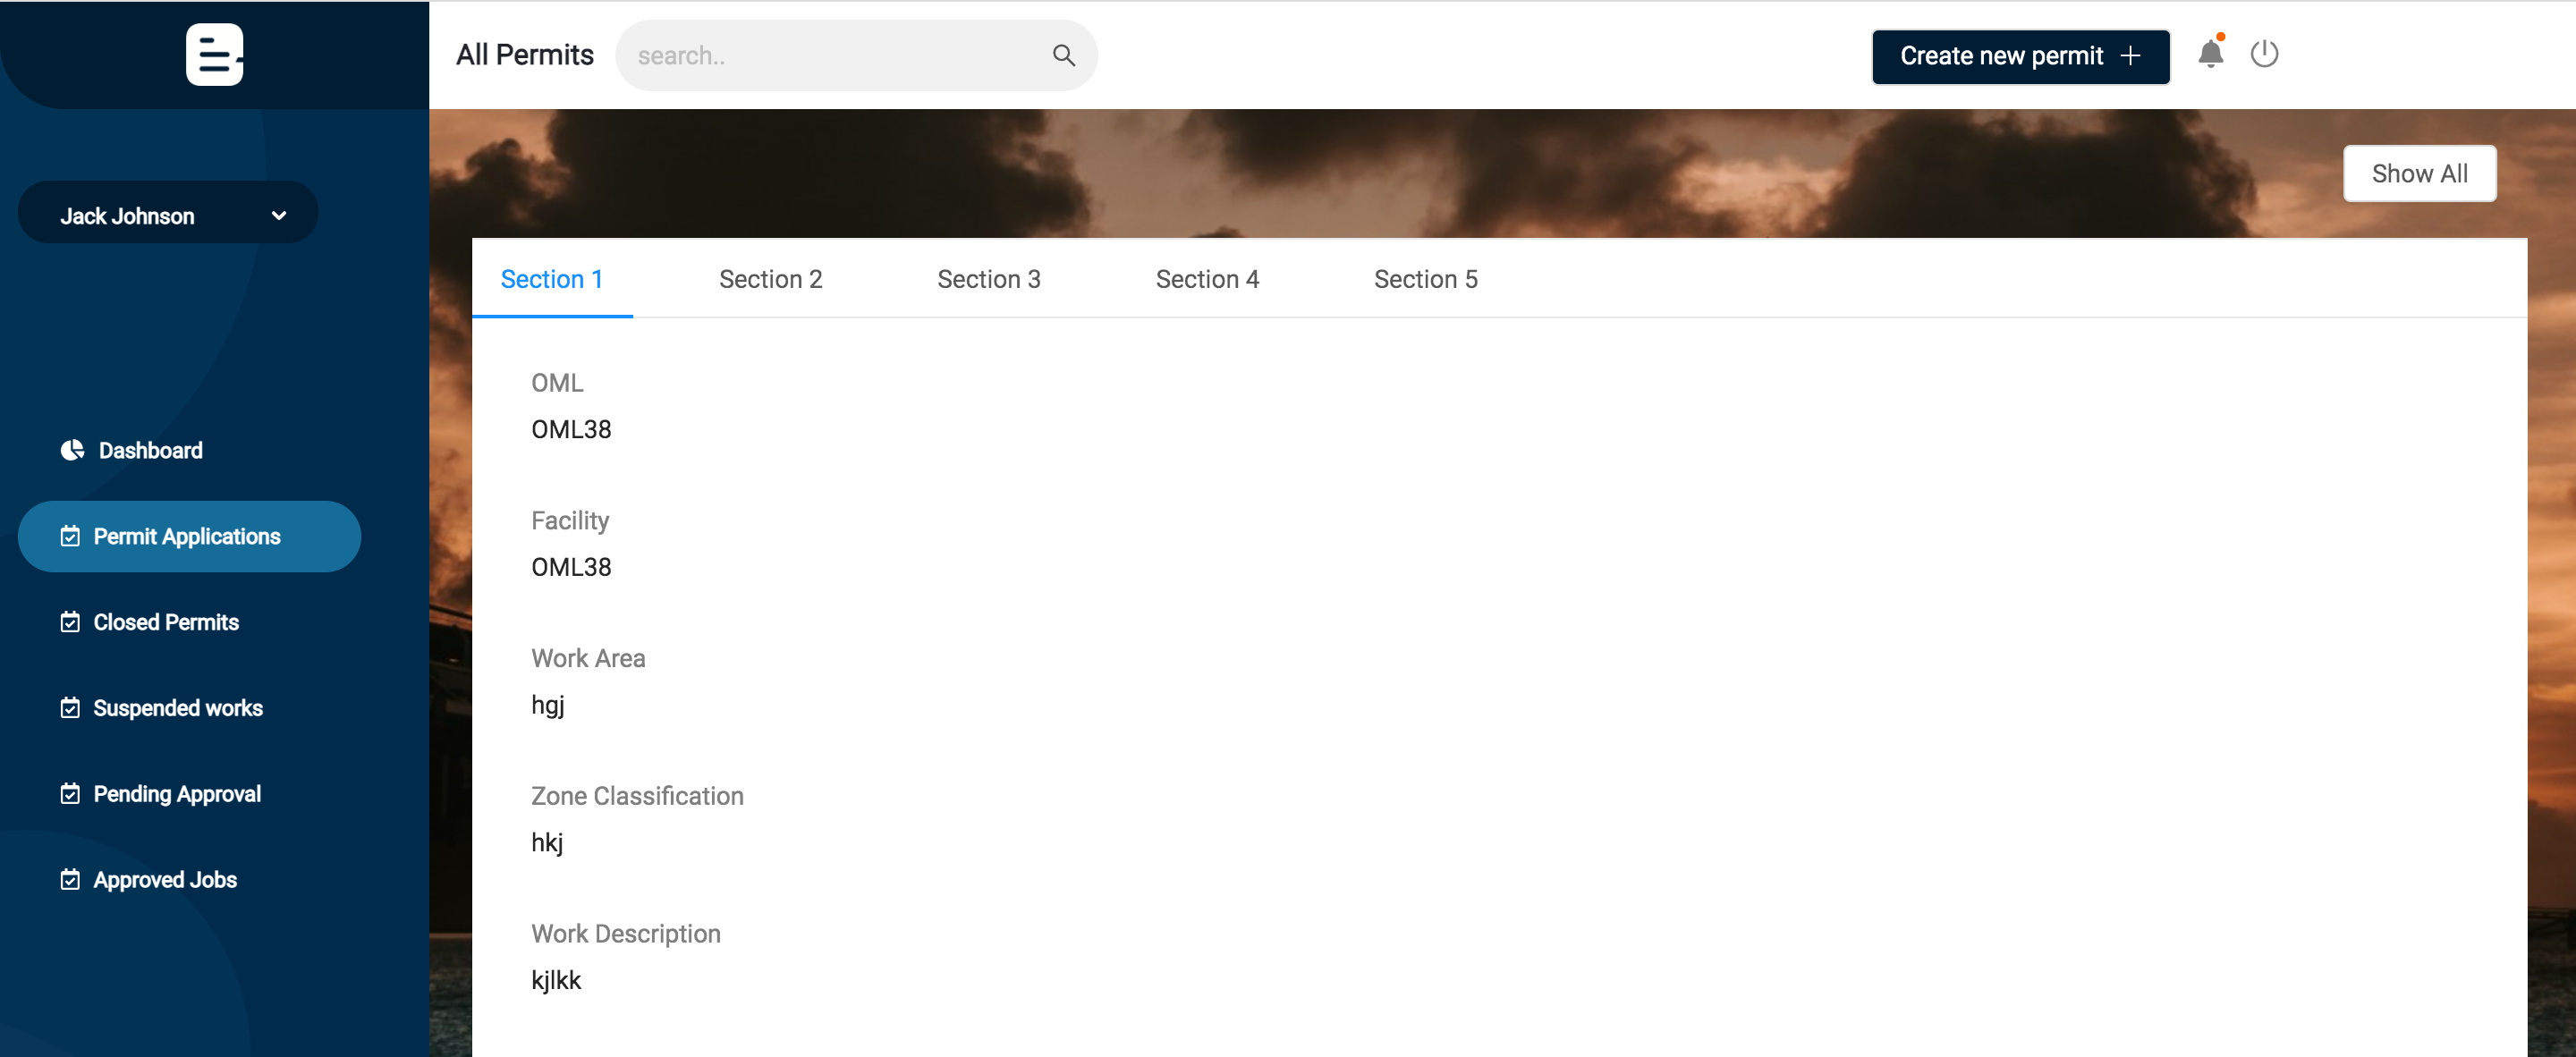 All Permits
search..
Create new permit
Jack Johnson
Dashboard
Permit Applications
Closed Permits
Suspended works
Pending Approval
Approved Jobs
Show All
Section 1 Section 2 Section 3 Section 4 Section 5
OML
OML38
Facility
OML38
Work Area
hgj
Zone Classification
hkj
Work Description
kjlkk